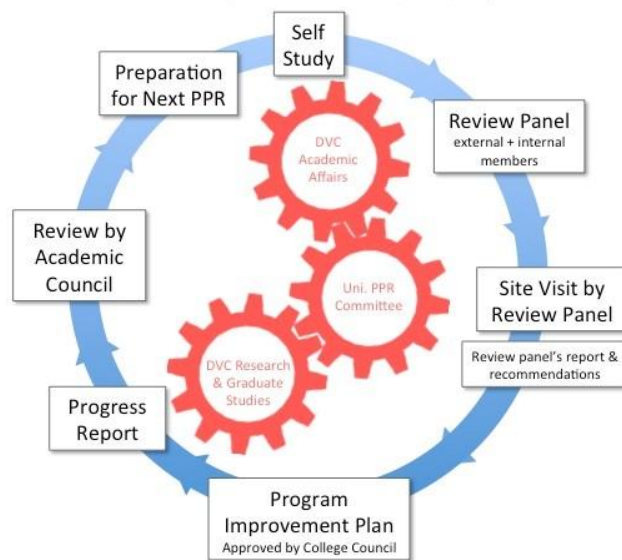 Self
Study
Review Panel
external + internal
members
Site Visit by
Review Panel
Review panel's report &
recommendations
Program
Improvement Plan
Approved by College Council
Progress
Report
Review by
Academic
Council
Preparation
for Next PPR
DVC
Academic
Affairs
Uni. PPR
Committee
DVC Research
& Graduate
Studies